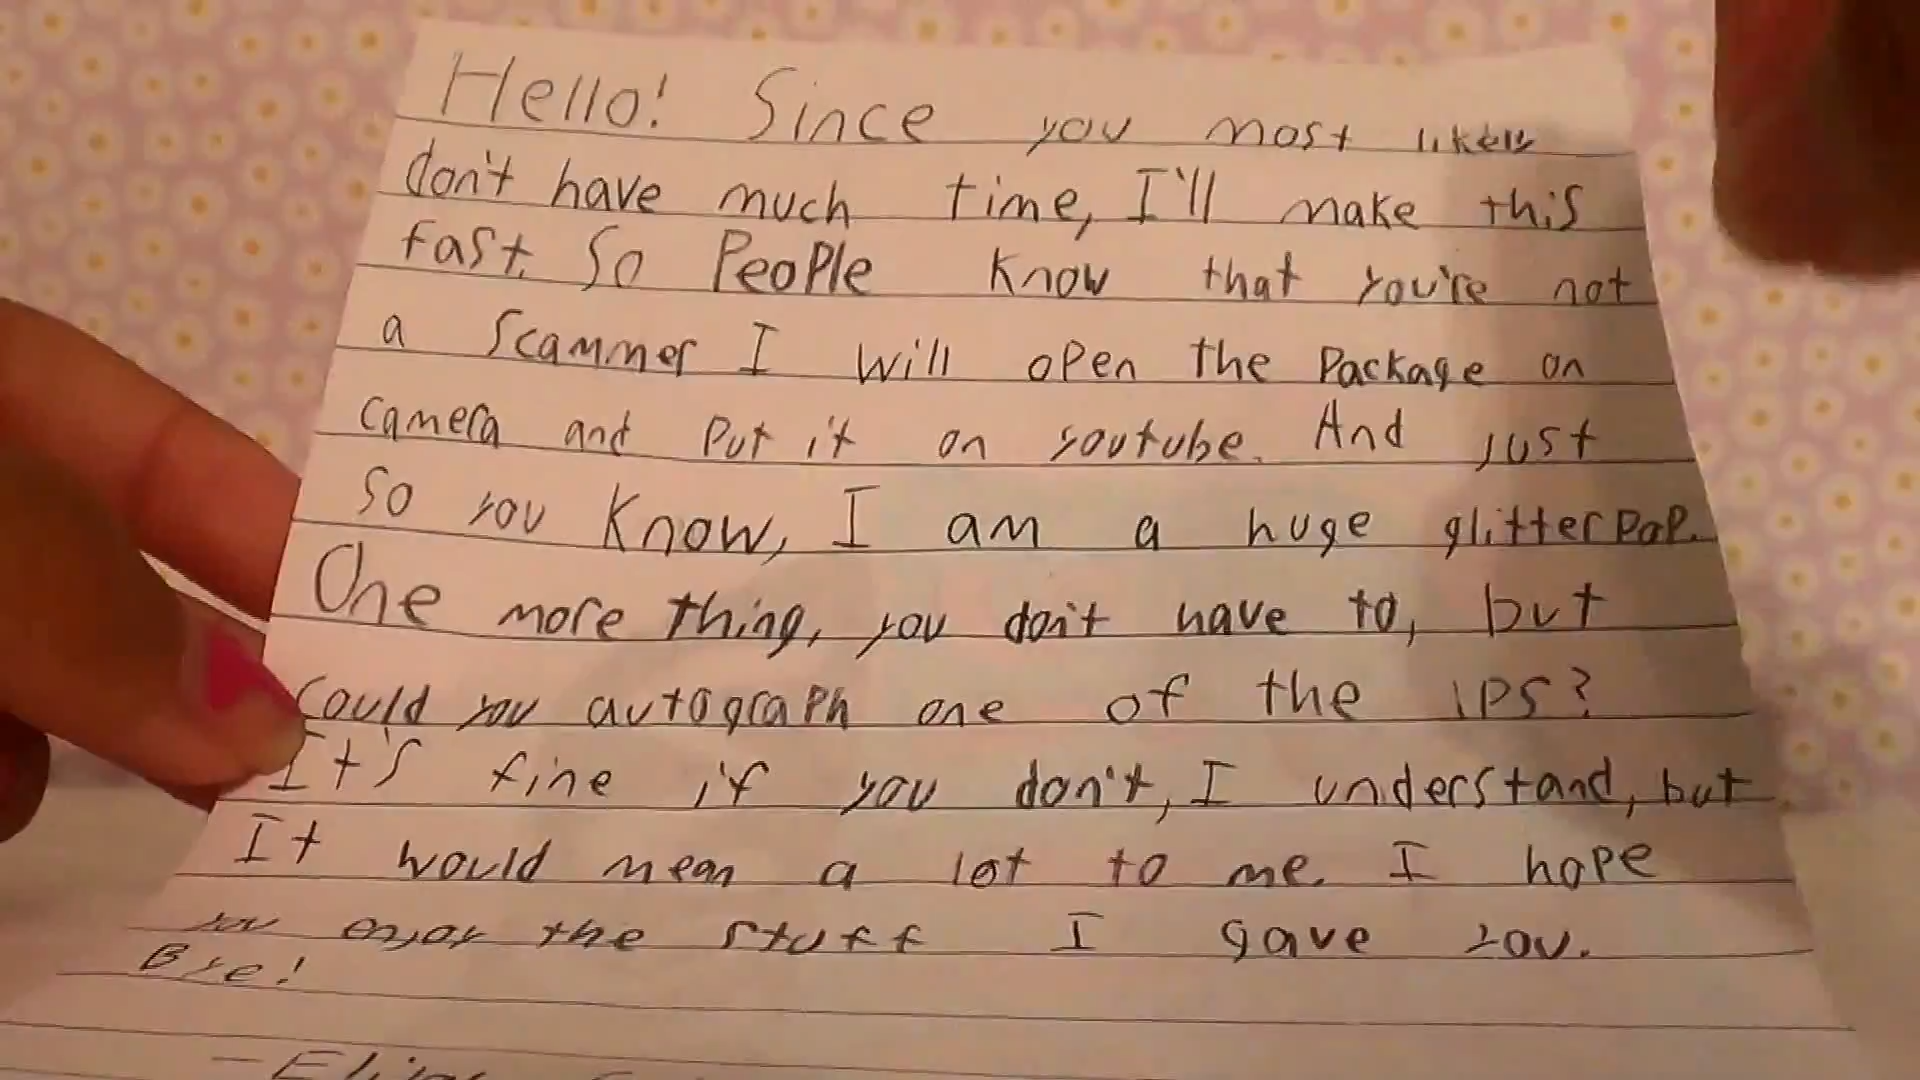 Hello! Since you most likely
don't have much time, I'll make this
fast. So People Know that you're not
a scammer I will open the Package on
camera and Put it on youtube. And just
so you Know, I am a huge glitterpop.
One more thing, you don't have to, but
could you autograph one of the lPS?
It's fine if you don't, I understand, but
It would mean a lot to me. I hope
you enjoy the stuff I gave you.
Bye!